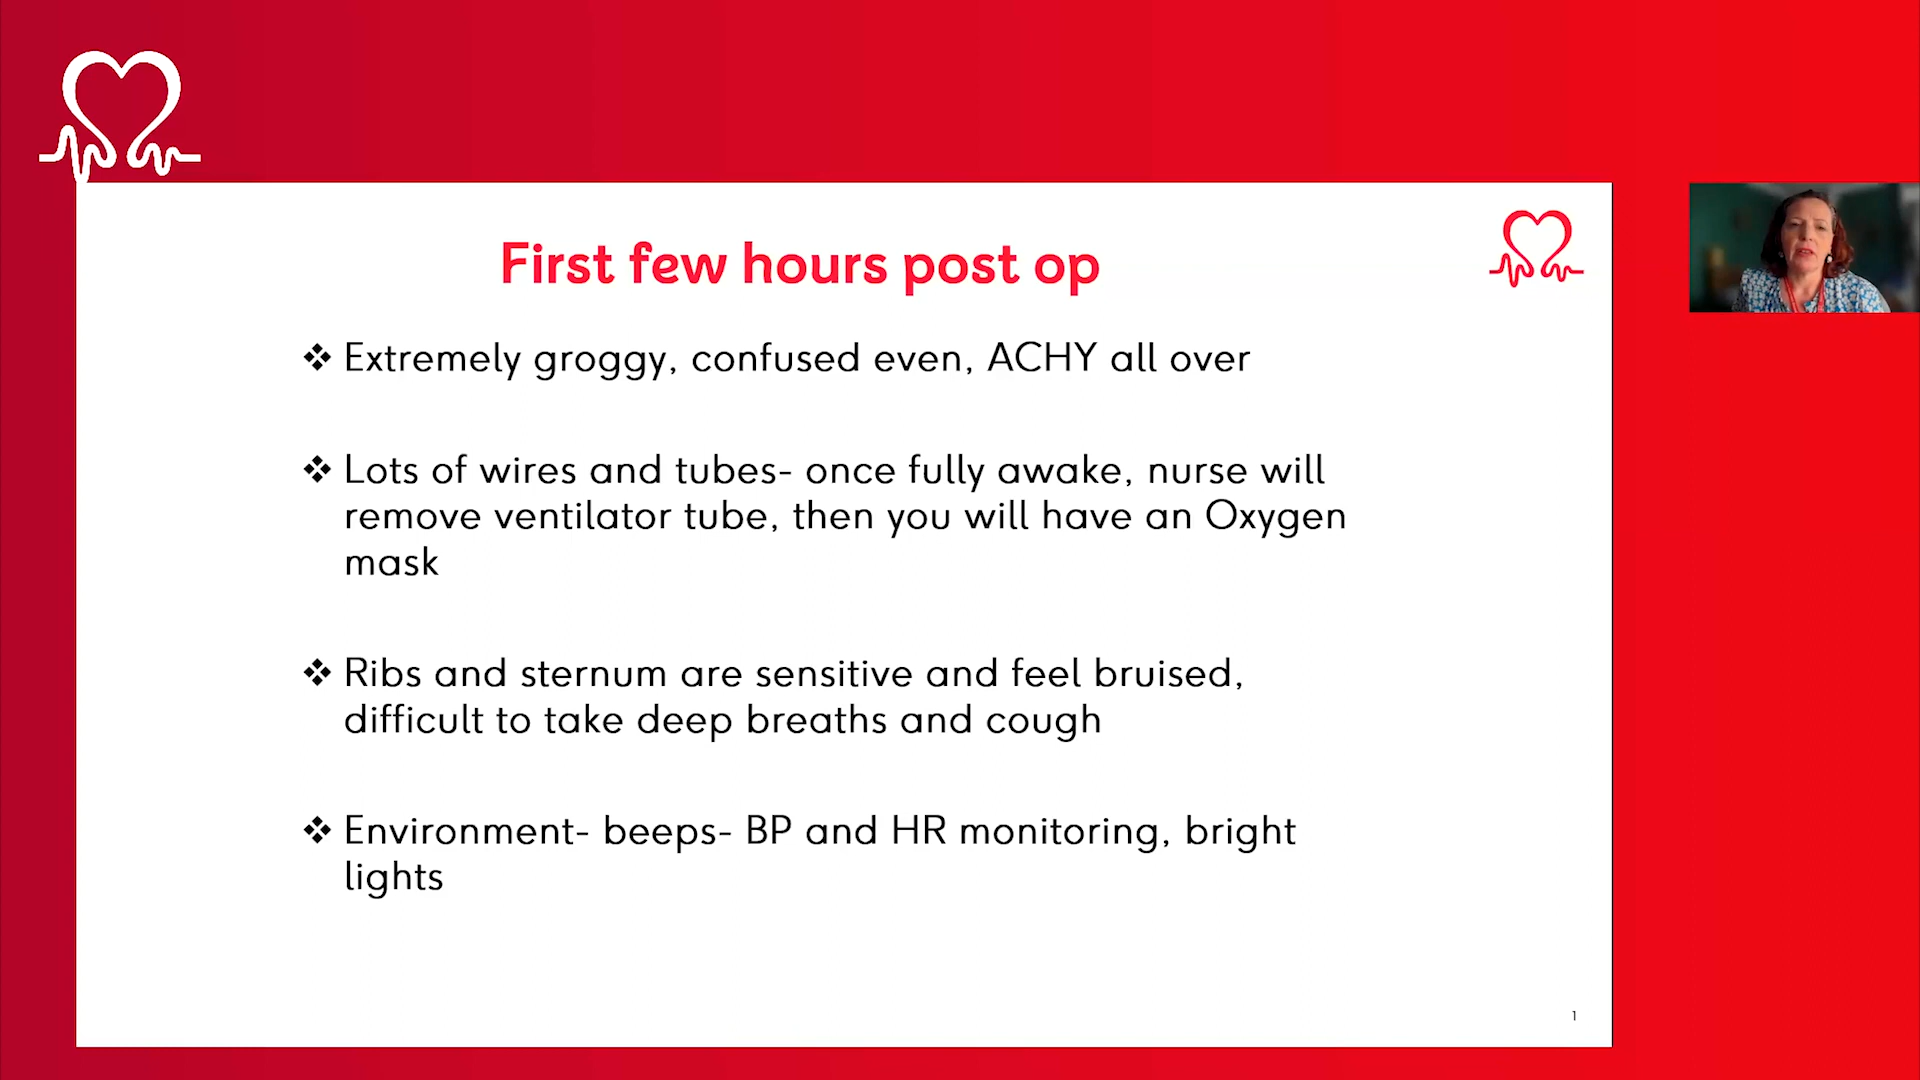 First few hours post op
❖ Extremely groggy, confused even, ACHY all over
❖ Lots of wires and tubes- once fully awake, nurse will
remove ventilator tube, then you will have an Oxygen
mask
❖ Ribs and sternum are sensitive and feel bruised,
difficult to take deep breaths and cough
❖ Environment- beeps- BP and HR monitoring, bright
lights
1